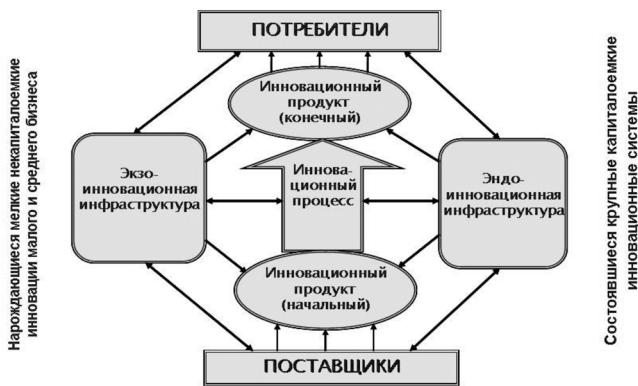 ПОТРЕБИТЕЛИ
Нарождающиеся мелкие некапиталоемкие
инновации малого и среднего бизнеса
Инновационный
продукт
(конечный)
Экзо-
инновационная
инфраструктура
Иннова-
ционный
процесс
Эндо-
инновационная
инфраструктура
Состоявшиеся крупные капиталоемкие
инновационные системы
Инновационный
продукт
(начальный)
ПОСТАВЩИКИ